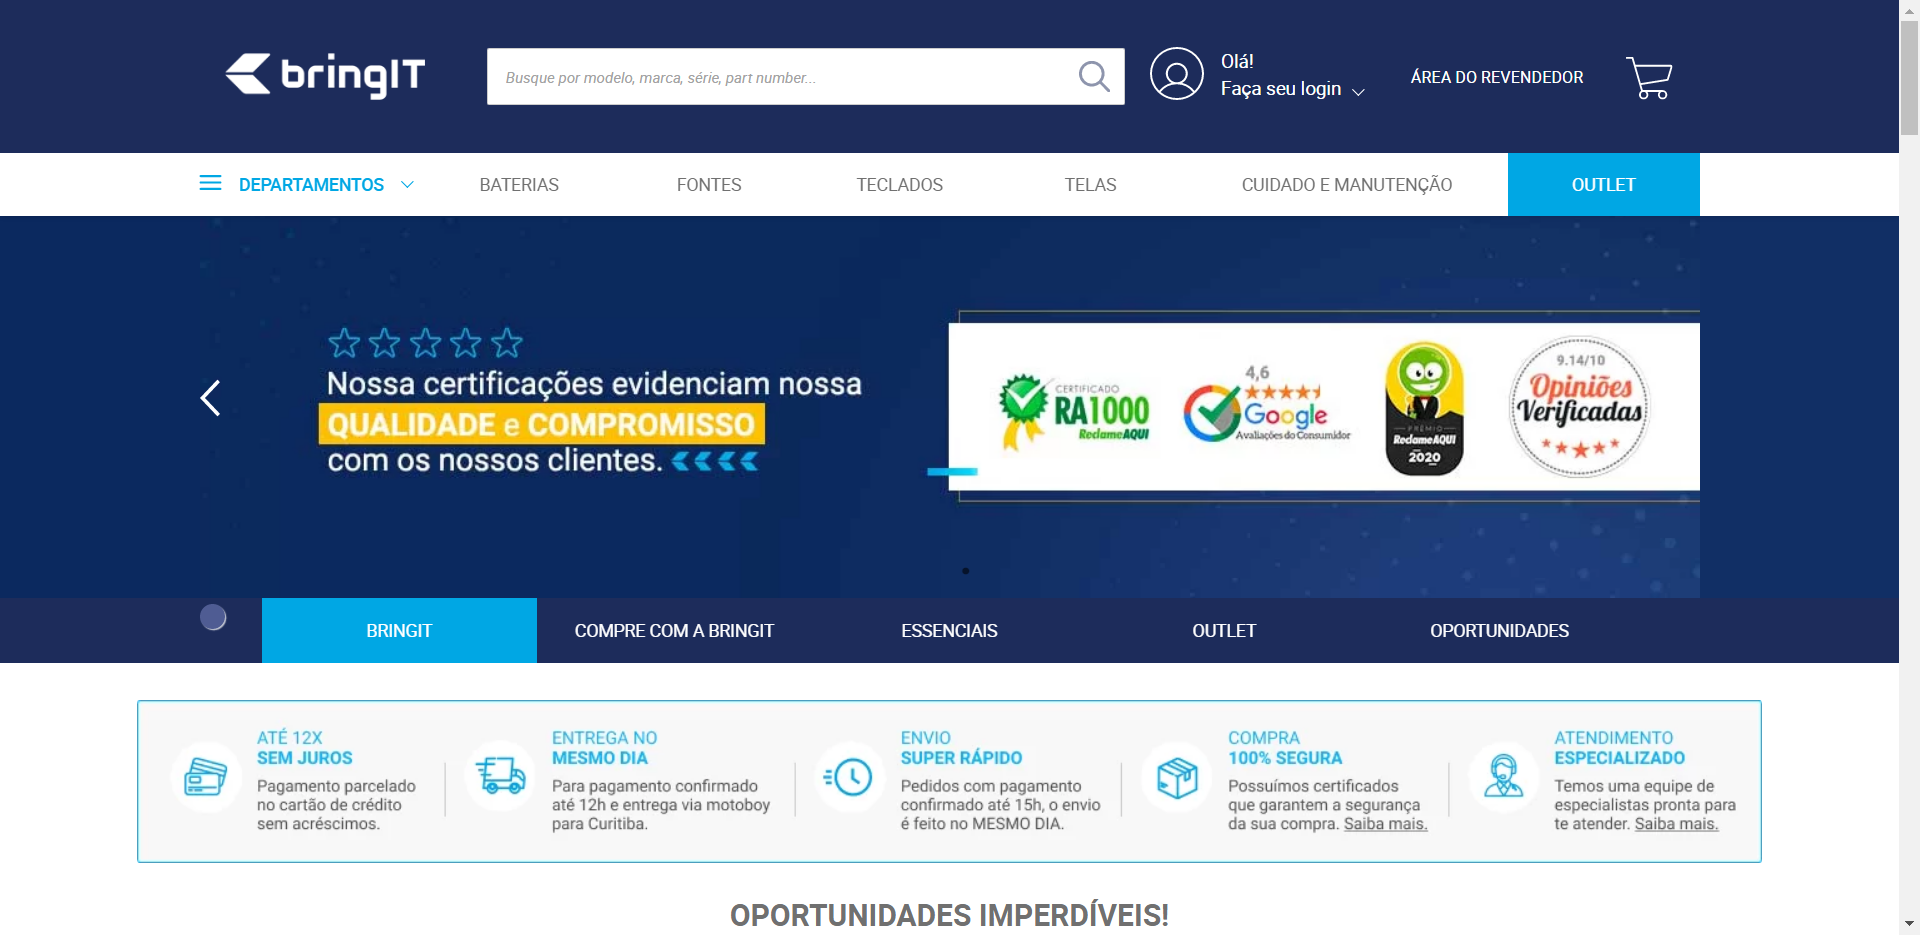 bringIT
Busque por modelo, marca, série, part number...
Olá!
Faça seu login
ÁREA DO REVENDEDOR
DEPARTAMENTOS
BATERIAS
FONTES
TECLADOS
TELAS
CUIDADO E MANUTENÇÃO
OUTLET
Nossa certificações evidenciam nossa
QUALIDADE e COMPROMISSO
com os nossos clientes.
CERTIFICADO
RA1000
ReclameAQUI
4,6
Google
Avaliações do Consumidor
PRÊMIO
ReclameAQUI
2020
9.14/10
Opiniões
Verificadas
BRINGIT
COMPRE COM A BRINGIT
ESSENCIAIS
OUTLET
OPORTUNIDADES
ATÉ 12X
SEM JUROS
Pagamento parcelado
no cartão de crédito
sem acréscimos.
ENTREGA NO
MESMO DIA
Para pagamento confirmado
até 12h e entrega via motoboy
para Curitiba.
ENVIO
SUPER RÁPIDO
Pedidos com pagamento
confirmado até 15h, o envio
é feito no MESMO DIA.
COMPRA
100% SEGURA
Possuímos certificados
que garantem a segurança
da sua compra. Saiba mais.
ATENDIMENTO
ESPECIALIZADO
Temos uma equipe de
especialistas pronta para
te atender. Saiba mais.
OPORTUNIDADES IMPERDÍVEIS!